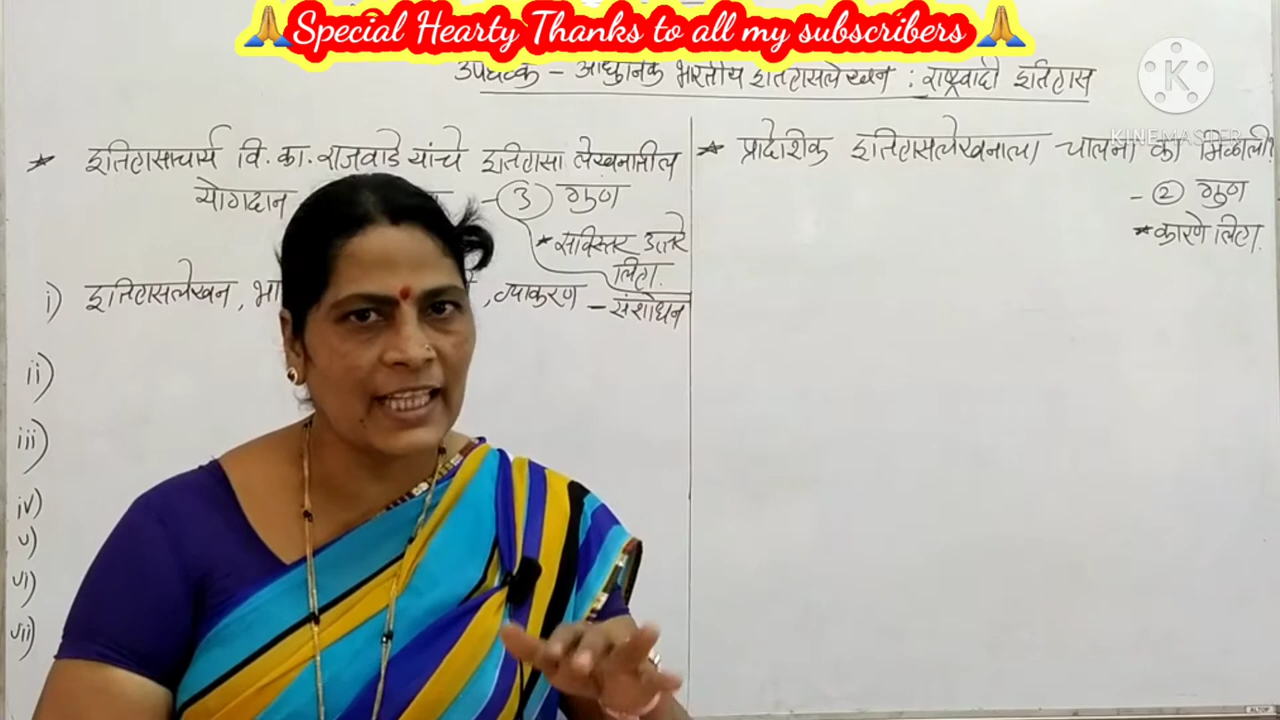 🙏Special Hearty Thanks to all my subscribers🙏
उपघटक - आधुनिक भारतीय इतिहासलेखन : राष्ट्रवादी इतिहास
K
KINEMASTER
* इतिहासाचार्य वि. का. राजवाडे यांचे इतिहासा लेखनातील
योगदान - ③ गुण
* सविस्तर उत्तरे
लिहा.
i) इतिहासलेखन, , व्याकरण - संशोधन
ii)
iii)
iv)
v)
vi)
vii)
* प्रादेशिक इतिहासलेखनाला चालना का मिळाली?
- ② गुण
* कारणे लिहा.